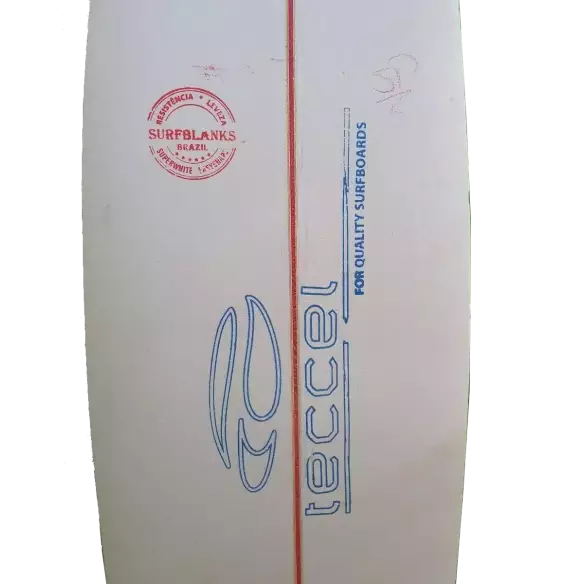 RESISTÊNCIA • LEVEZA
SURFBLANKS
BRAZIL
SUPERWHITE
teccel
FOR QUALITY SURFBOARDS